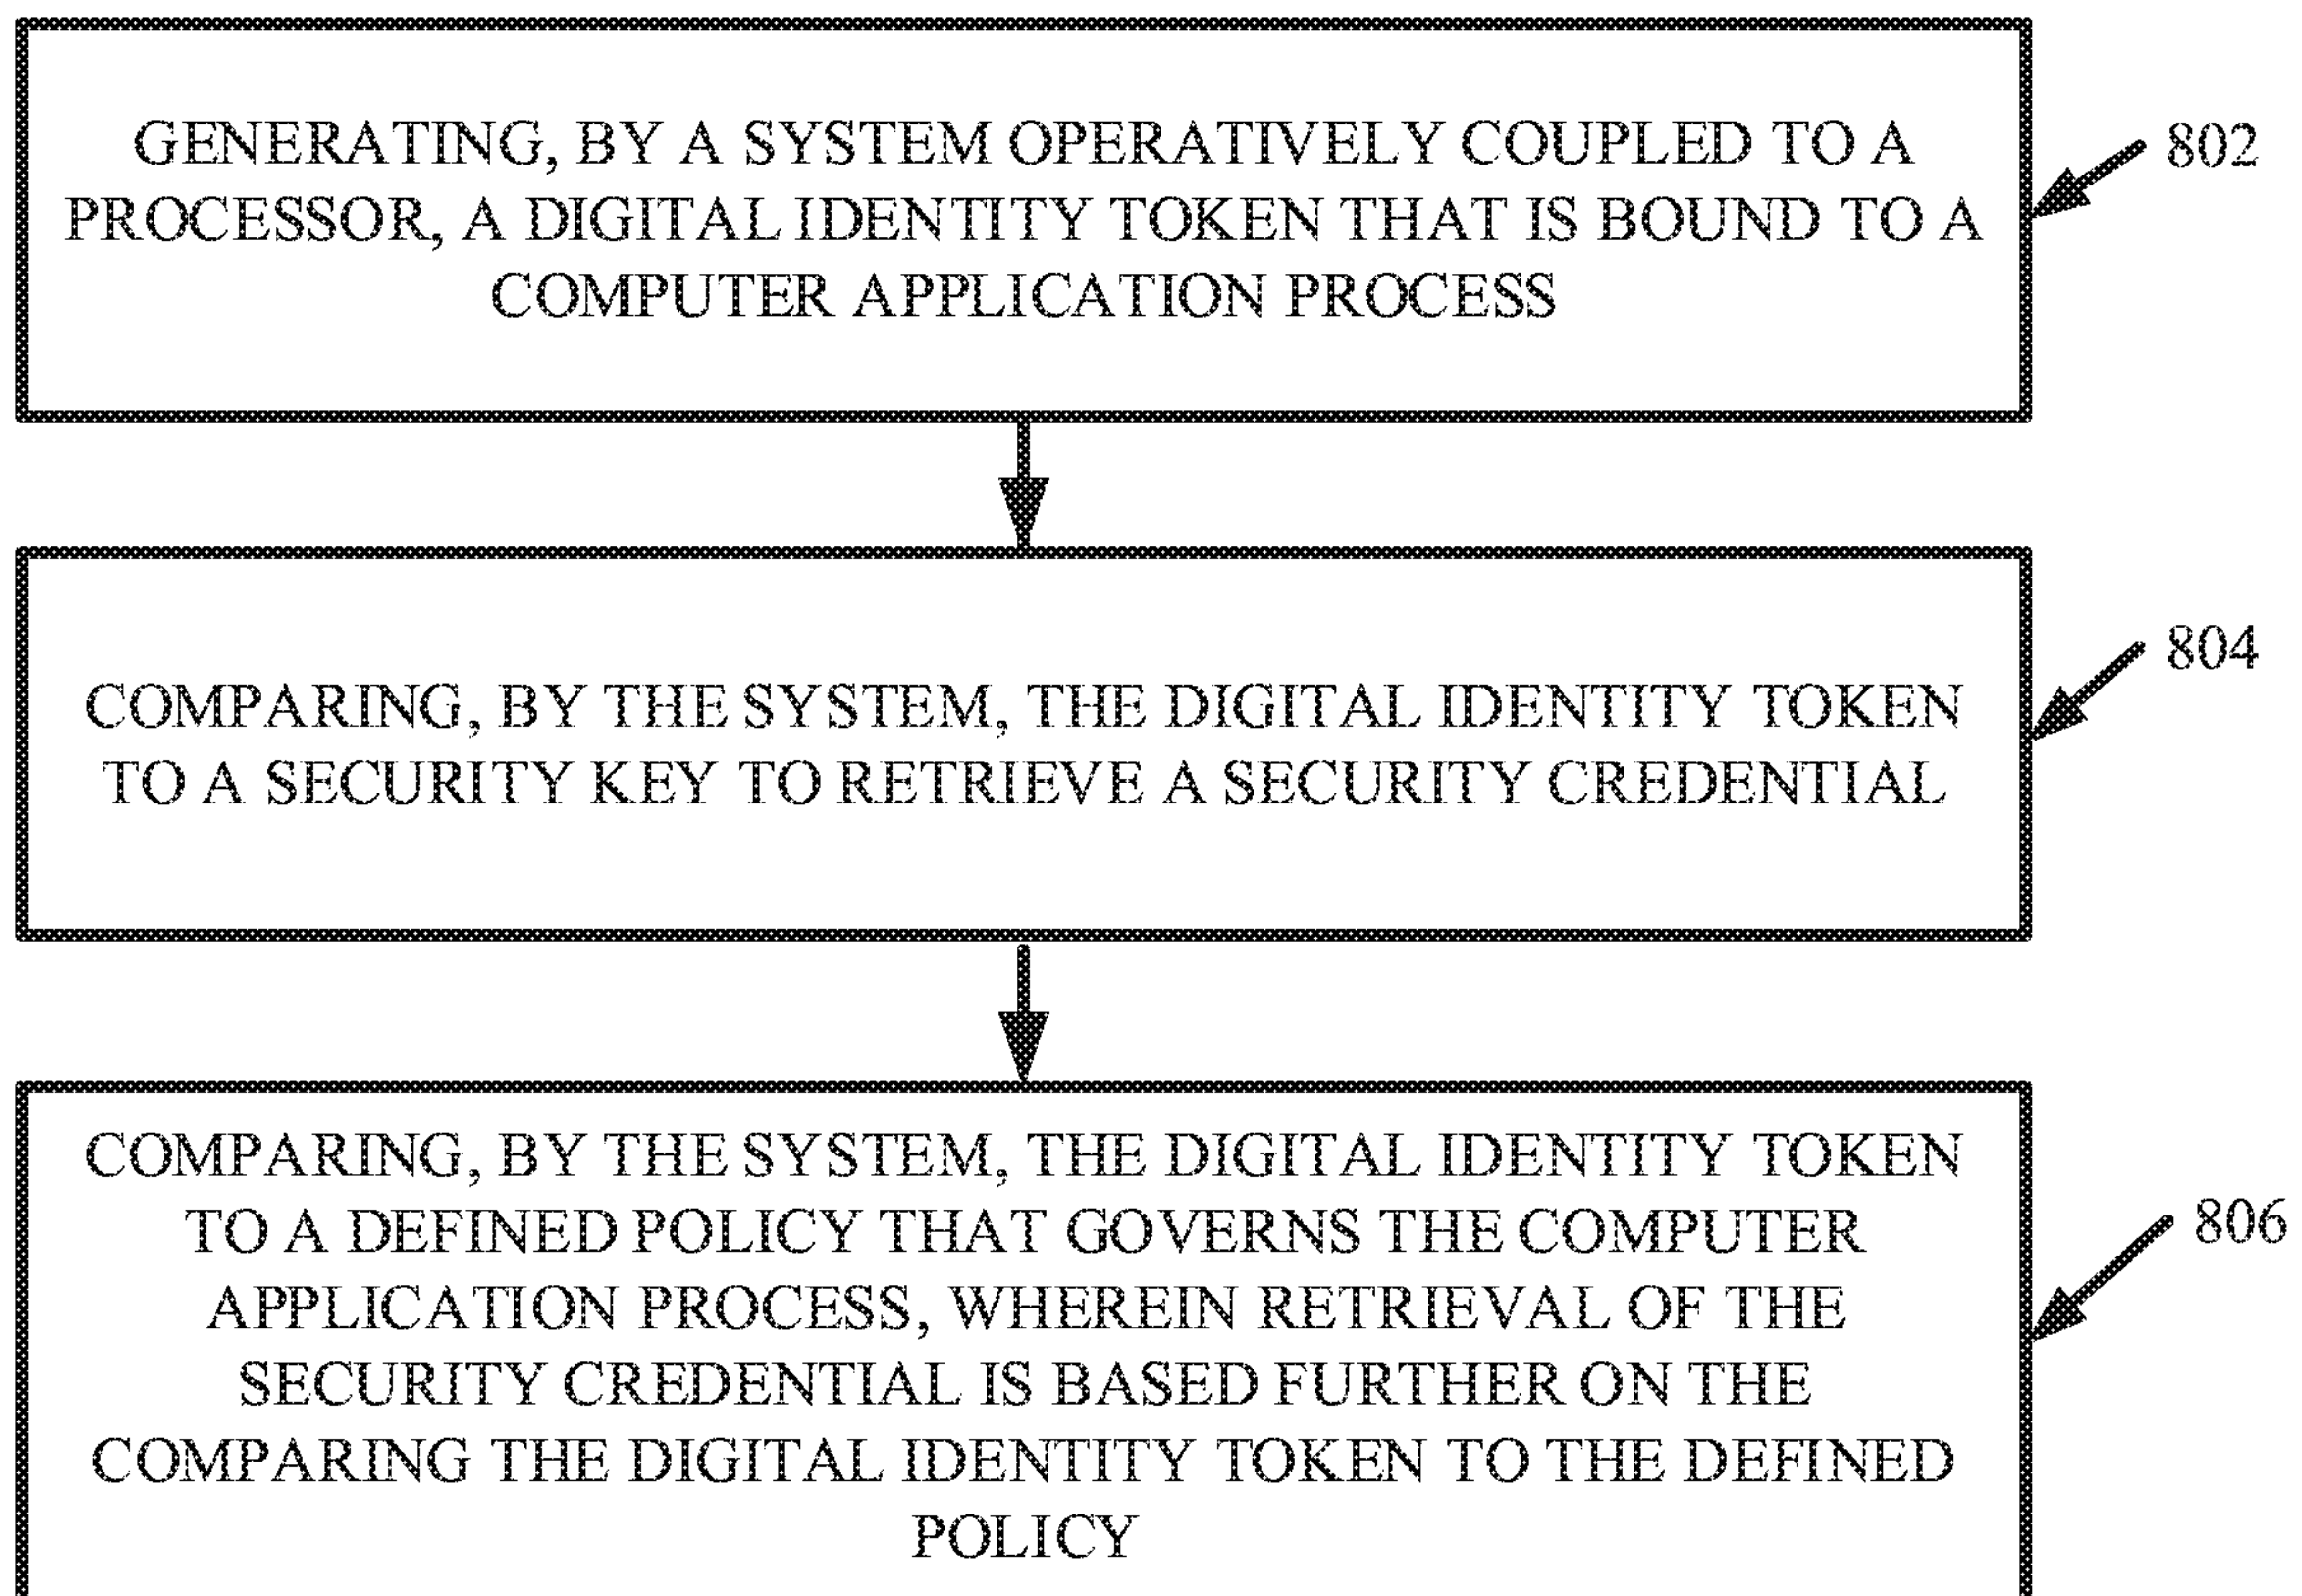 GENERATING, BY A SYSTEM OPERATIVELY COUPLED TO A
PROCESSOR, A DIGITAL IDENTITY TOKEN THAT IS BOUND TO A
COMPUTER APPLICATION PROCESS
802
COMPARING, BY THE SYSTEM, THE DIGITAL IDENTITY TOKEN
TO A SECURITY KEY TO RETRIEVE A SECURITY CREDENTIAL
804
COMPARING, BY THE SYSTEM, THE DIGITAL IDENTITY TOKEN
TO A DEFINED POLICY THAT GOVERNS THE COMPUTER
APPLICATION PROCESS, WHEREIN RETRIEVAL OF THE
SECURITY CREDENTIAL IS BASED FURTHER ON THE
COMPARING THE DIGITAL IDENTITY TOKEN TO THE DEFINED
POLICY
806